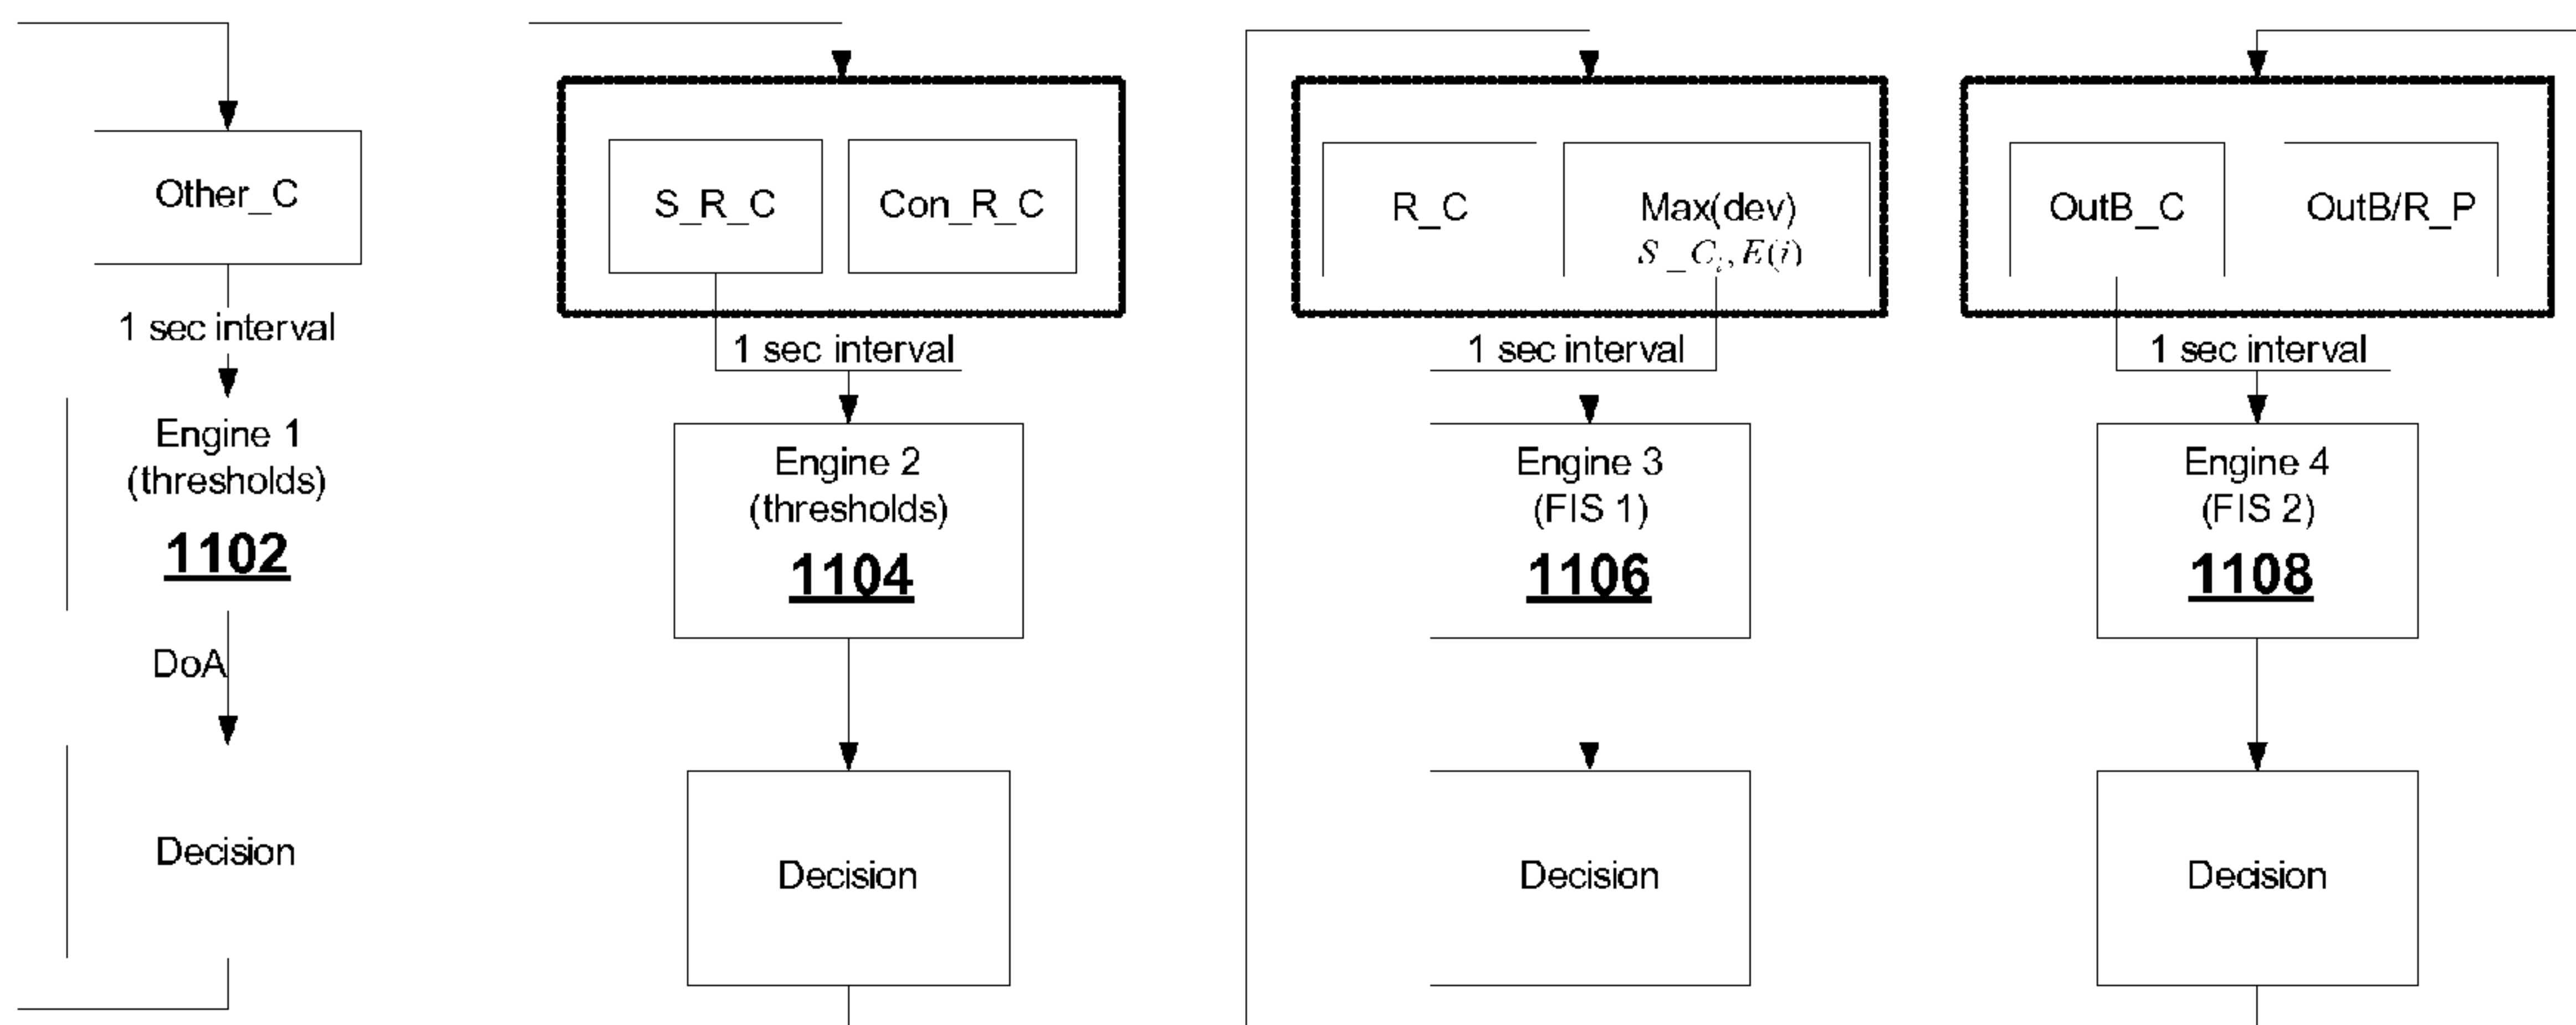 Other_C
1 sec interval
Engine 1
(thresholds)
1102
DoA
Decision
S_R_C
Con_R_C
1 sec interval
Engine 2
(thresholds)
1104
Decision
R_C
Max(dev)
S_C_i, E(i)
1 sec interval
Engine 3
(FIS 1)
1106
Decision
OutB_C
OutB/R_P
1 sec interval
Engine 4
(FIS 2)
1108
Decision